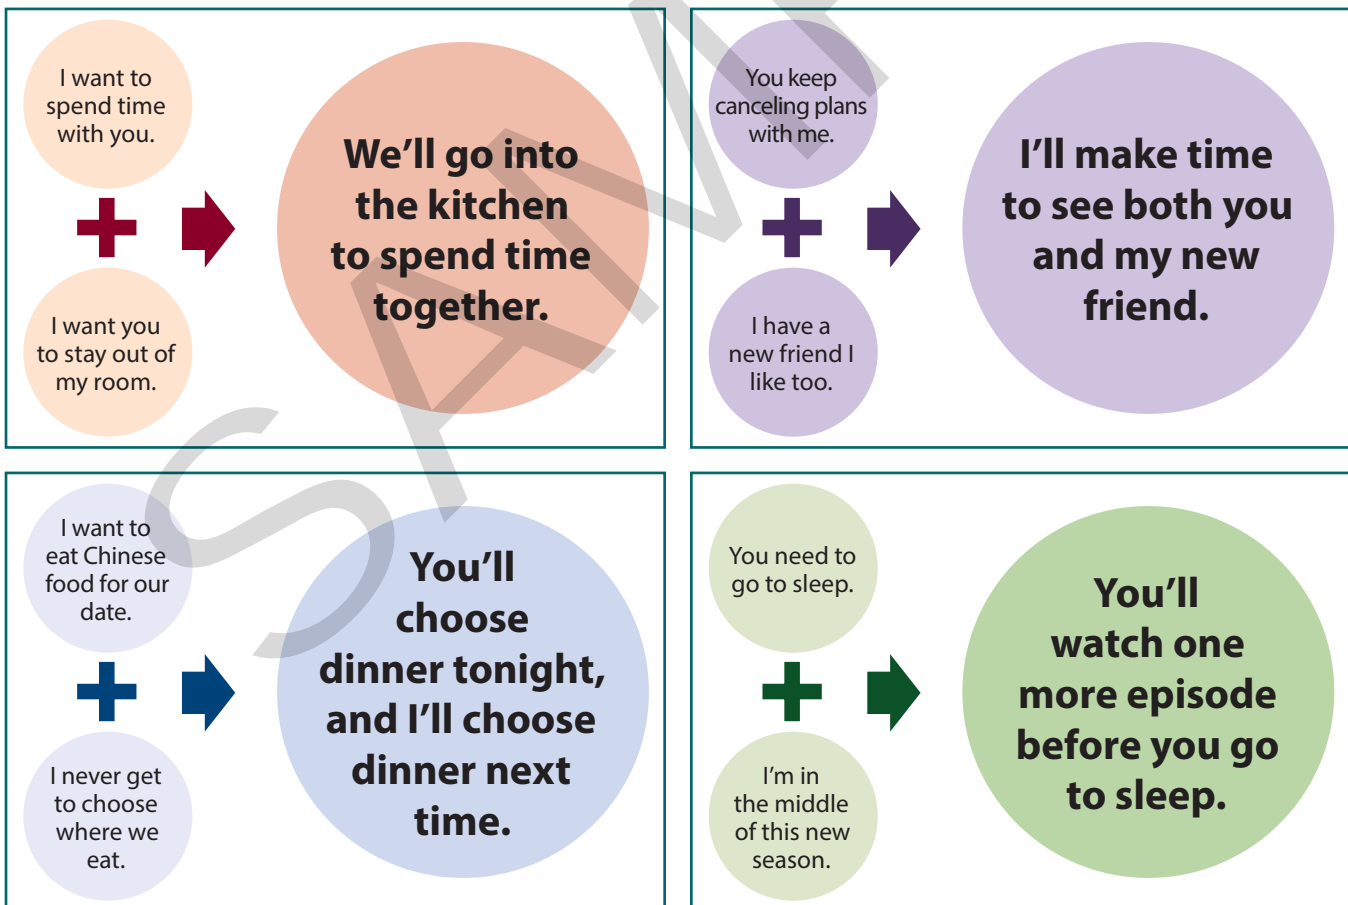 I want to
spend time
with you.
I want you
to stay out of
my room.
We’ll go into
the kitchen
to spend time
together.
You keep
canceling plans
with me.
I have a
new friend I
like too.
I’ll make time
to see both you
and my new
friend.
I want to
eat Chinese
food for our
date.
I never get
to choose
where we
eat.
You’ll
choose
dinner tonight,
and I’ll choose
dinner next
time.
You need to
go to sleep.
I’m in
the middle
of this new
season.
You’ll
watch one
more episode
before you go
to sleep.